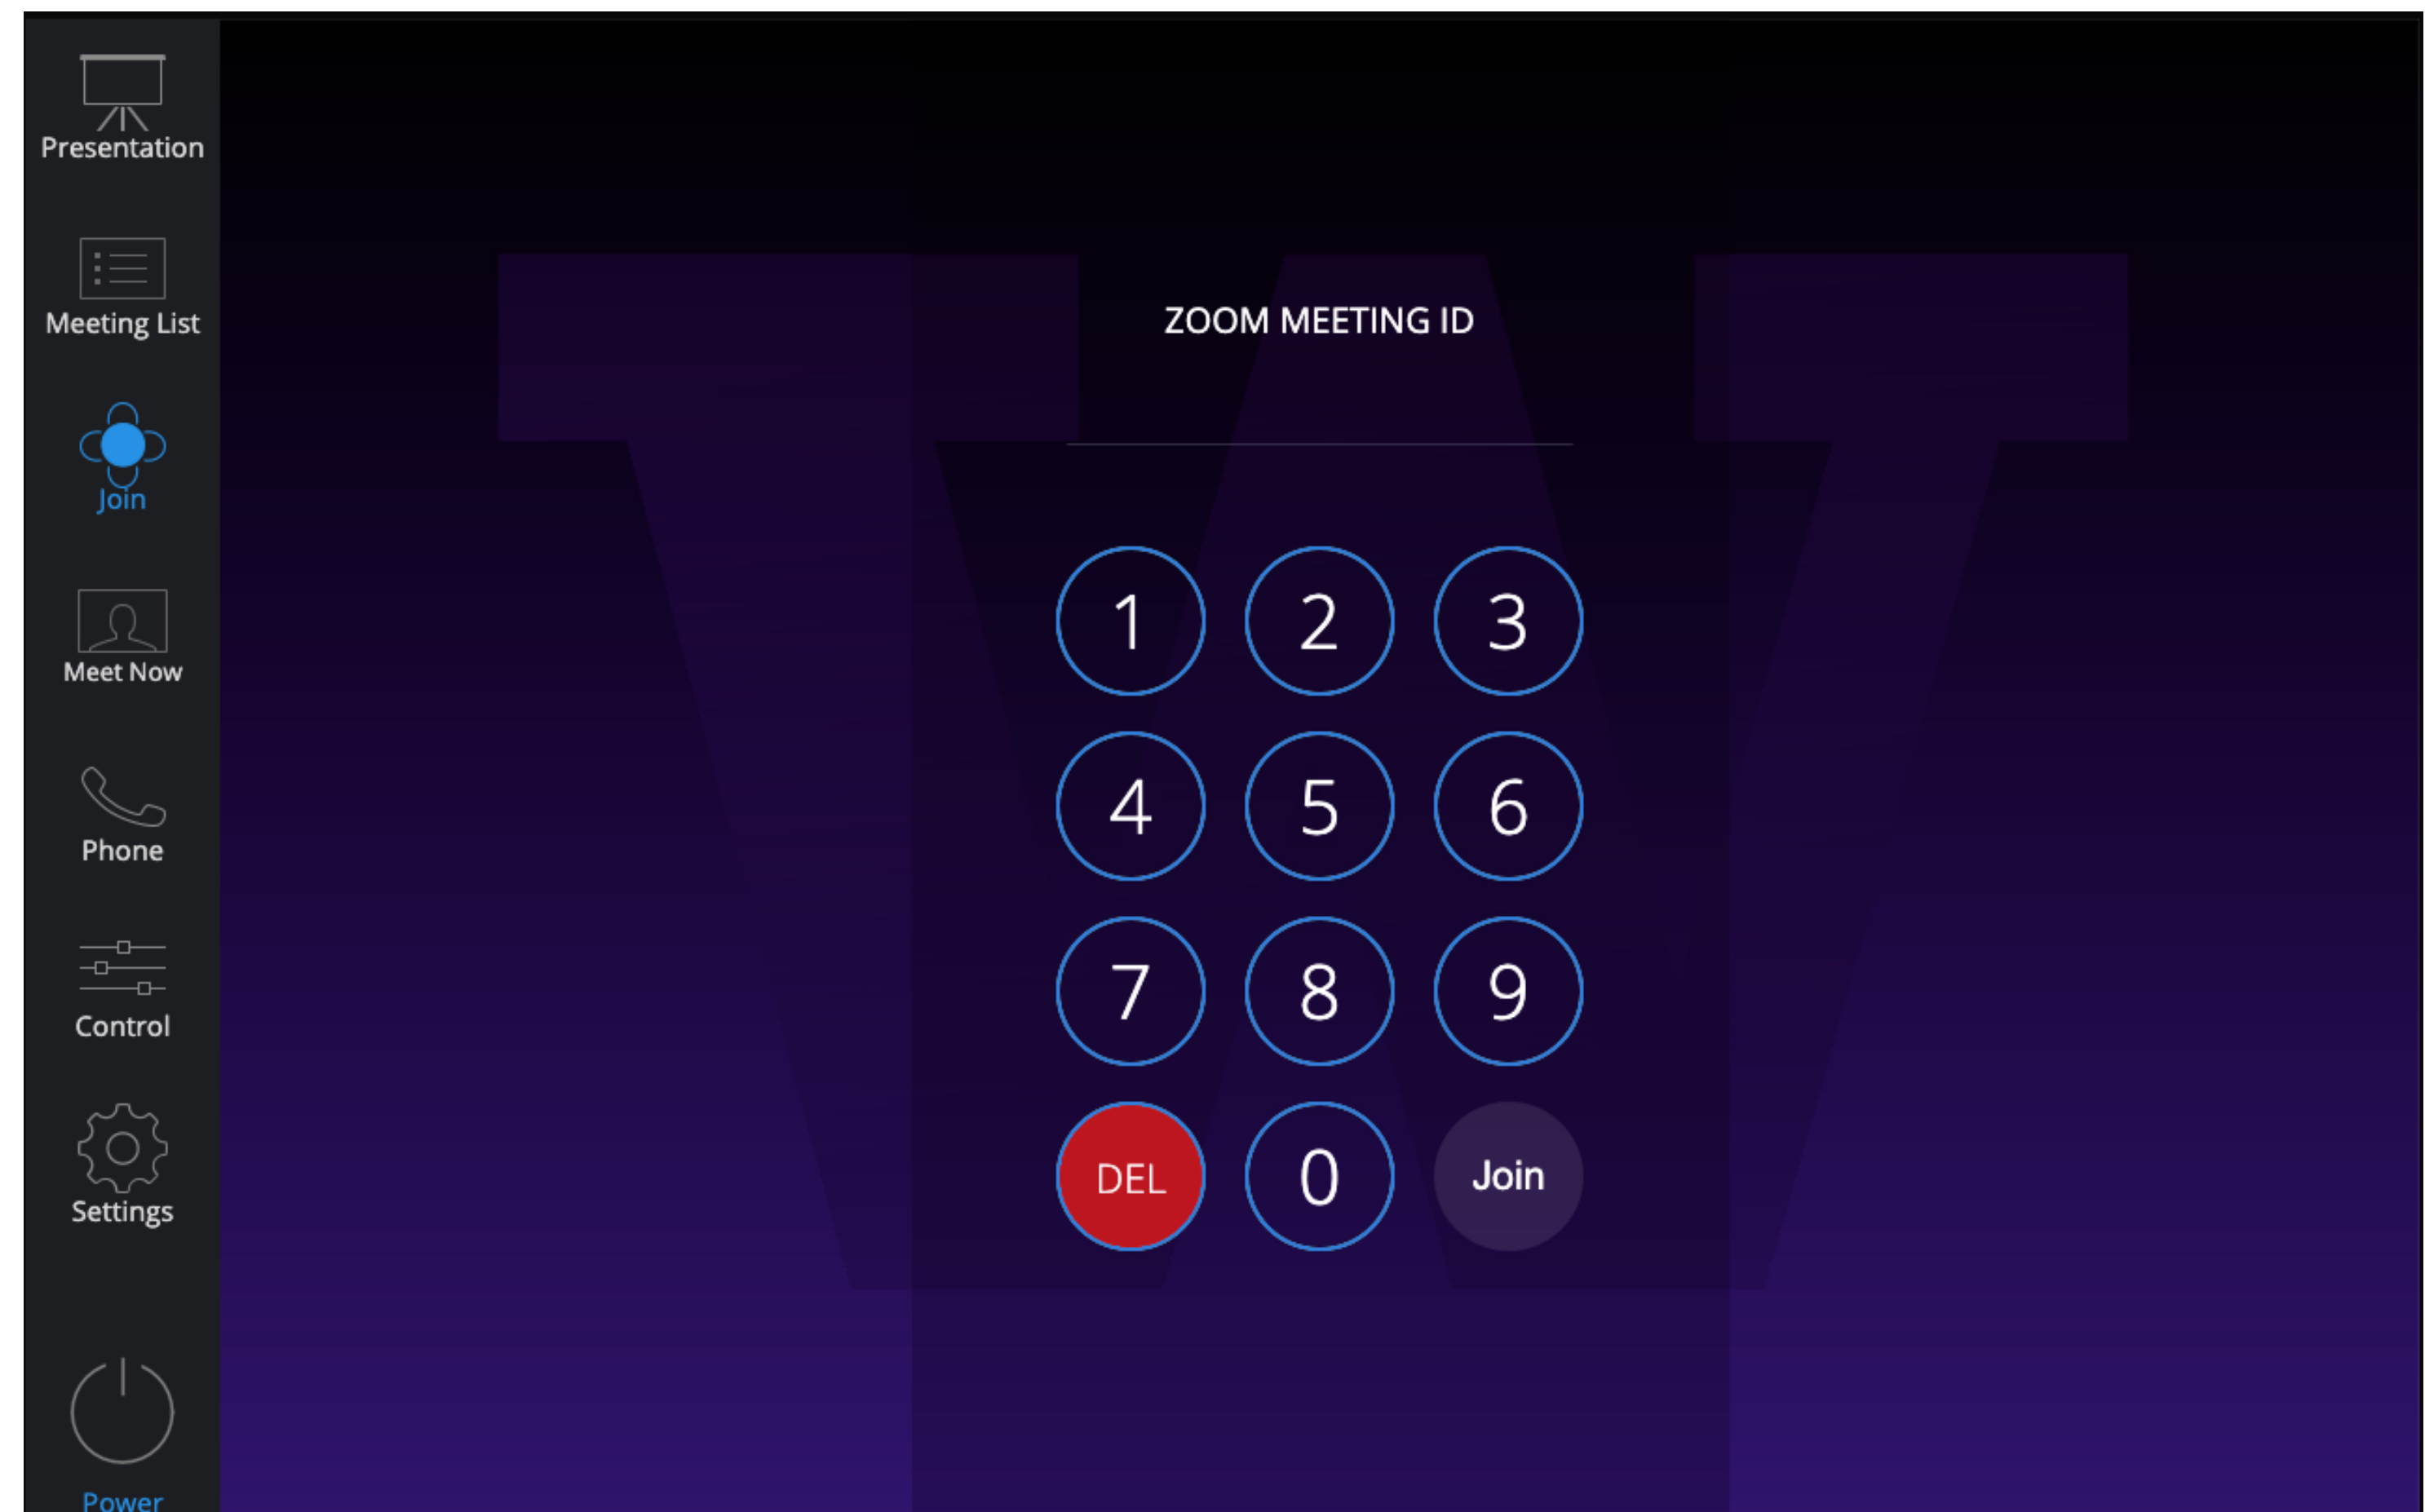 Presentation
Meeting List
Join
Meet Now
Phone
Control
Settings
Power
ZOOM MEETING ID
1 2 3
4 5 6
7 8 9
DEL 0 Join